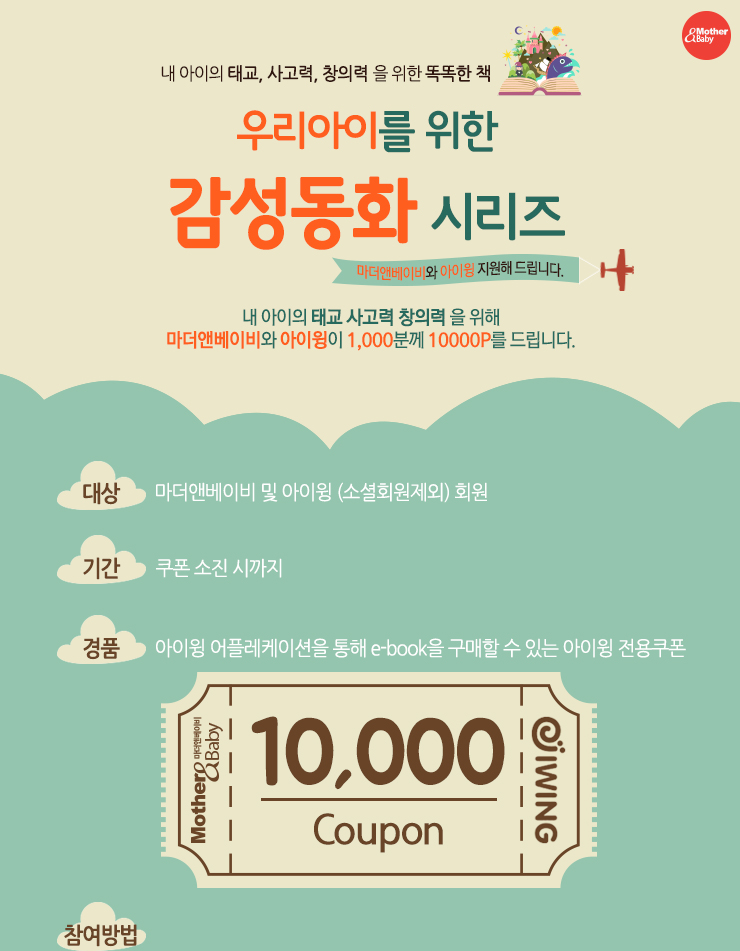 Mother
&Baby
내 아이의 태교, 사고력, 창의력 을 위한 똑똑한 책
우리아이를 위한
감성동화 시리즈
마더앤베이비와 아이윙 지원해 드립니다.
내 아이의 태교 사고력 창의력 을 위해
마더앤베이비와 아이윙이 1,000분께 10000P를 드립니다.
대상 마더앤베이비 및 아이윙 (소셜회원제외) 회원
기간 쿠폰 소진 시까지
경품 아이윙 어플레케이션을 통해 e-book을 구매할 수 있는 아이윙 전용쿠폰
Mother&Baby 마더앤베이비
10,000
Coupon
iWING
참여방법